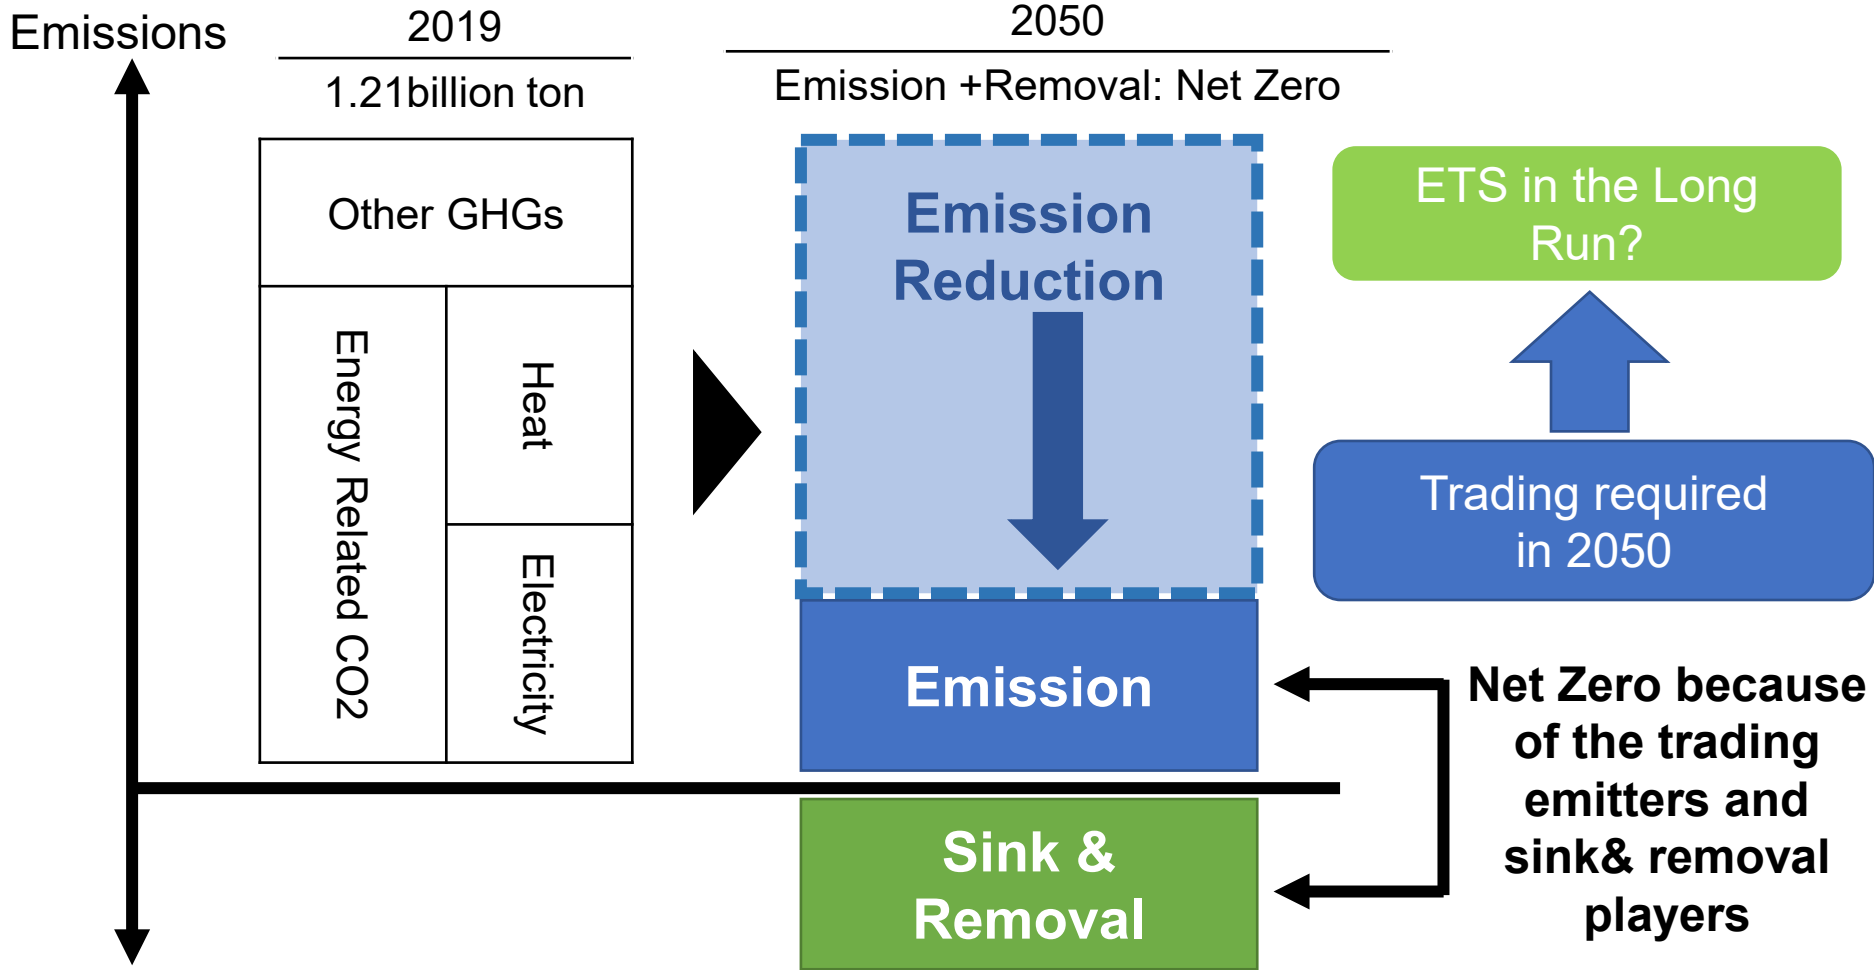 Emissions
2019
1.21billion ton
2050
Emission +Removal: Net Zero
Other GHGs
Energy Related CO2
Heat
Electricity
Emission
Reduction
Emission
Sink &
Removal
ETS in the Long
Run?
Trading required
in 2050
Net Zero because
of the trading
emitters and
sink& removal
players